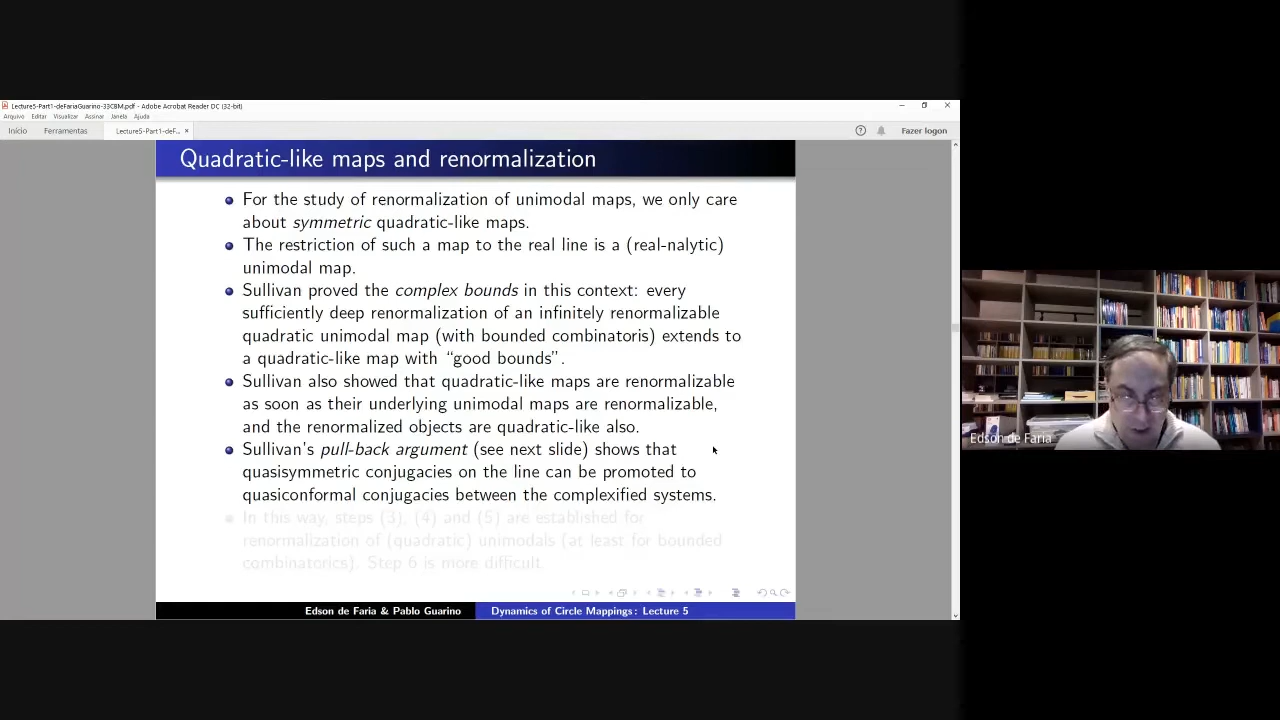 Lecture5-Part1-deFariaGuarino-33CBM.pdf - Adobe Acrobat Reader DC (32-bit)
Arquivo Editar Visualizar Assinar Janela Ajuda
Início Ferramentas Lecture5-Part1-deF... × Fazer logon
Quadratic-like maps and renormalization
For the study of renormalization of unimodal maps, we only care
about symmetric quadratic-like maps.
The restriction of such a map to the real line is a (real-nalytic)
unimodal map.
Sullivan proved the complex bounds in this context: every
sufficiently deep renormalization of an infinitely renormalizable
quadratic unimodal map (with bounded combinatoris) extends to
a quadratic-like map with “good bounds”.
Sullivan also showed that quadratic-like maps are renormalizable
as soon as their underlying unimodal maps are renormalizable,
and the renormalized objects are quadratic-like also.
Sullivan's pull-back argument (see next slide) shows that
quasisymmetric conjugacies on the line can be promoted to
quasiconformal conjugacies between the complexified systems.
In this way, steps (3), (4) and (5) are established for
renormalization of (quadratic) unimodals (at least for bounded
combinatorics). Step 6 is more difficult.
Edson de Faria & Pablo Guarino Dynamics of Circle Mappings: Lecture 5
Edson de Faria